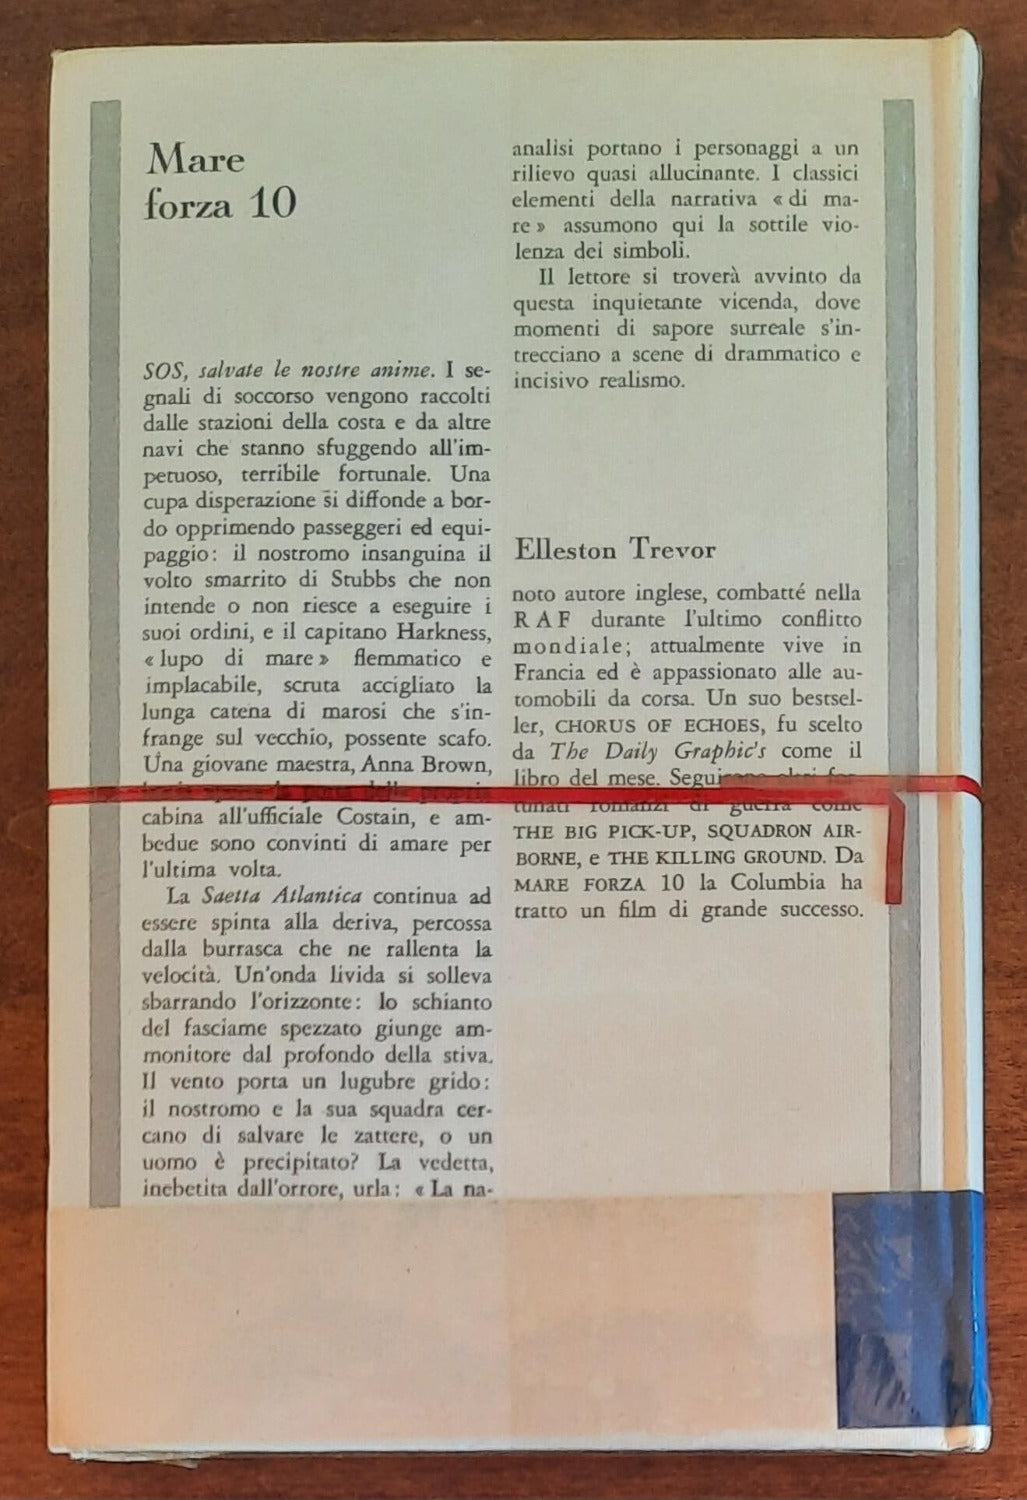 Mare
forza 10
SOS, salvate le nostre anime. I se-
gnali di soccorso vengono raccolti
dalle stazioni della costa e da altre
navi che stanno sfuggendo all'im-
petuoso, terribile fortunale. Una
cupa disperazione si diffonde a bor-
do opprimendo passeggeri ed equi-
paggio: il nostromo insanguina il
volto smarrito di Stubbs che non
intende o non riesce a eseguire i
suoi ordini, e il capitano Harkness,
« lupo di mare » flemmatico e
implacabile, scruta accigliato la
lunga catena di marosi che s'in-
frange sul vecchio, possente scafo.
Una giovane maestra, Anna Brown,
cabina all'ufficiale Costain, e am-
bedue sono convinti di amare per
l'ultima volta.
La Saetta Atlantica continua ad
essere spinta alla deriva, percossa
dalla burrasca che ne rallenta la
velocità. Un'onda livida si solleva
sbarrando l'orizzonte: lo schianto
del fasciame spezzato giunge am-
monitore dal profondo della stiva.
Il vento porta un lugubre grido:
il nostromo e la sua squadra cer-
cano di salvare le zattere, o un
uomo è precipitato? La vedetta,
inebetita dall'orrore, urla: « La na-
analisi portano i personaggi a un
rilievo quasi allucinante. I classici
elementi della narrativa « di ma-
re » assumono qui la sottile vio-
lenza dei simboli.
Il lettore si troverà avvinto da
questa inquietante vicenda, dove
momenti di sapore surreale s'in-
trecciano a scene di drammatico e
incisivo realismo.
Elleston Trevor
noto autore inglese, combatté nella
RAF durante l'ultimo conflitto
mondiale; attualmente vive in
Francia ed è appassionato alle au-
tomobili da corsa. Un suo bestsel-
ler, CHORUS OF ECHOES, fu scelto
da The Daily Graphic's come il
libro del mese. Seguirono altri for-
tunati romanzi di guerra come
THE BIG PICK-UP, SQUADRON AIR-
BORNE, e THE KILLING GROUND. Da
MARE FORZA 10 la Columbia ha
tratto un film di grande successo.